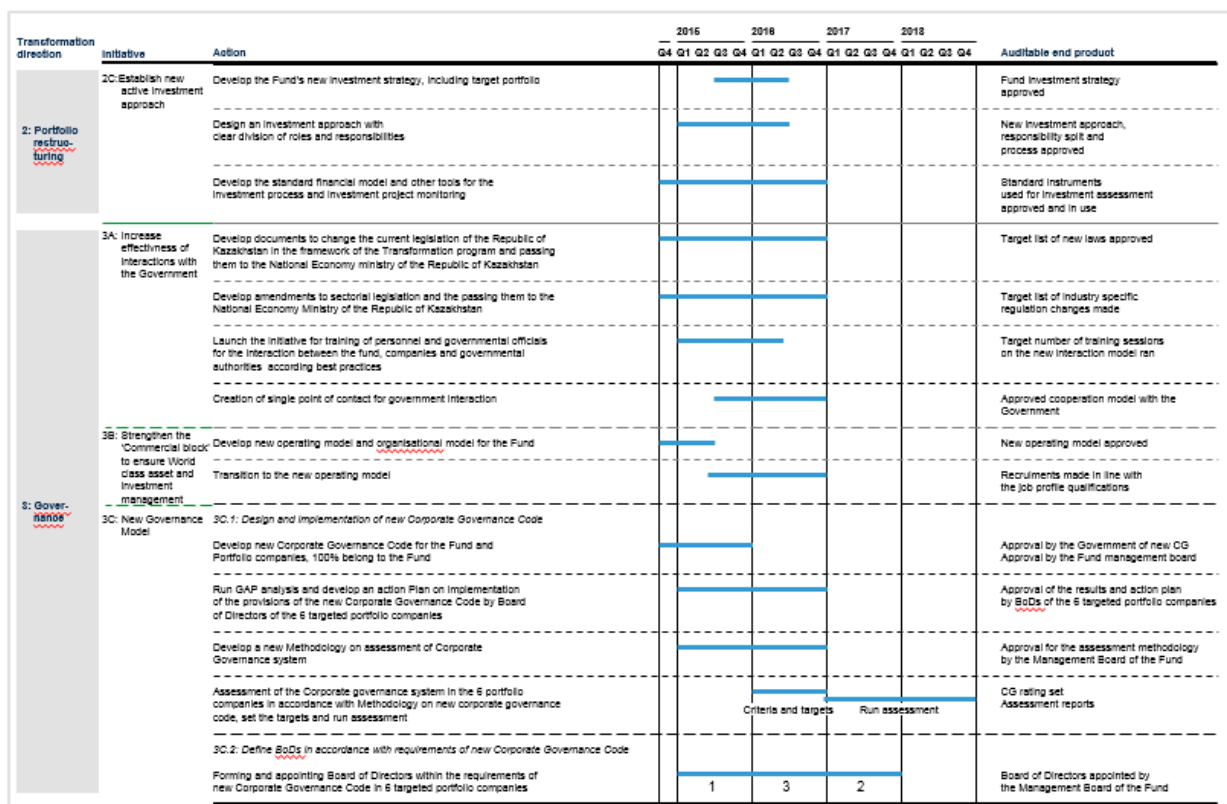 2015 2016 2017 2018
Transformation
direction
Initiative
Action
Q4 Q1 Q2 Q3 Q4 Q1 Q2 Q3 Q4 Q1 Q2 Q3 Q4 Q1 Q2 Q3 Q4
Auditable end product
2: Portfolio
restruc-
turing
2C: Establish new
active investment
approach
Develop the Fund's new investment strategy, including target portfolio
Fund investment strategy
approved
Design an investment approach with
clear division of roles and responsibilities
New investment approach,
responsibility split and
process approved
Develop the standard financial model and other tools for the
investment process and investment project monitoring
Standard instruments
used for investment assessment
approved and in use
3: Gover-
nance
3A: Increase
effectivness of
interactions with
the Government
Develop documents to change the current legislation of the Republic of
Kazakhstan in the framework of the Transformation program and passing
them to the National Economy ministry of the Republic of Kazakhstan
Target list of new laws approved
Develop amendments to sectorial legislation and the passing them to the
National Economy Ministry of the Republic of Kazakhstan
Target list of industry specific
regulation changes made
Launch the initiative for training of personnel and governmental officials
for the interaction between the fund, companies and governmental
authorities according best practices
Target number of training sessions
on the new interaction model ran
Creation of single point of contact for government interaction
Approved cooperation model with the
Government
3B: Strengthen the
'Commercial block'
to ensure World
class asset and
investment
management
Develop new operating model and organisational model for the Fund
New operating model approved
Transition to the new operating model
Recruiments made in line with
the job profile qualifications
3C: New Governance
Model
3C.1: Design and implementation of new Corporate Governance Code
Develop new Corporate Governance Code for the Fund and
Portfolio companies, 100% belong to the Fund
Approval by the Government of new CG
Approval by the Fund management board
Run GAP analysis and develop an action Plan on implementation
of the provisions of the new Corporate Governance Code by Board
of Directors of the 6 targeted portfolio companies
Approval of the results and action plan
by BoDs of the 6 targeted portfolio companies
Develop a new Methodology on assessment of Corporate
Governance system
Approval for the assessment methodology
by the Management Board of the Fund
Assessment of the Corporate governance system in the 6 portfolio
companies in accordance with Methodology on new corporate governance
code, set the targets and run assessment
Criteria and targets
Run assessment
CG rating set
Assessment reports
3C.2: Define BoDs in accordance with requirements of new Corporate Governance Code
Forming and appointing Board of Directors within the requirements of
new Corporate Governance Code in 6 targeted portfolio companies
1 3 2
Board of Directors appointed by
the Management Board of the Fund